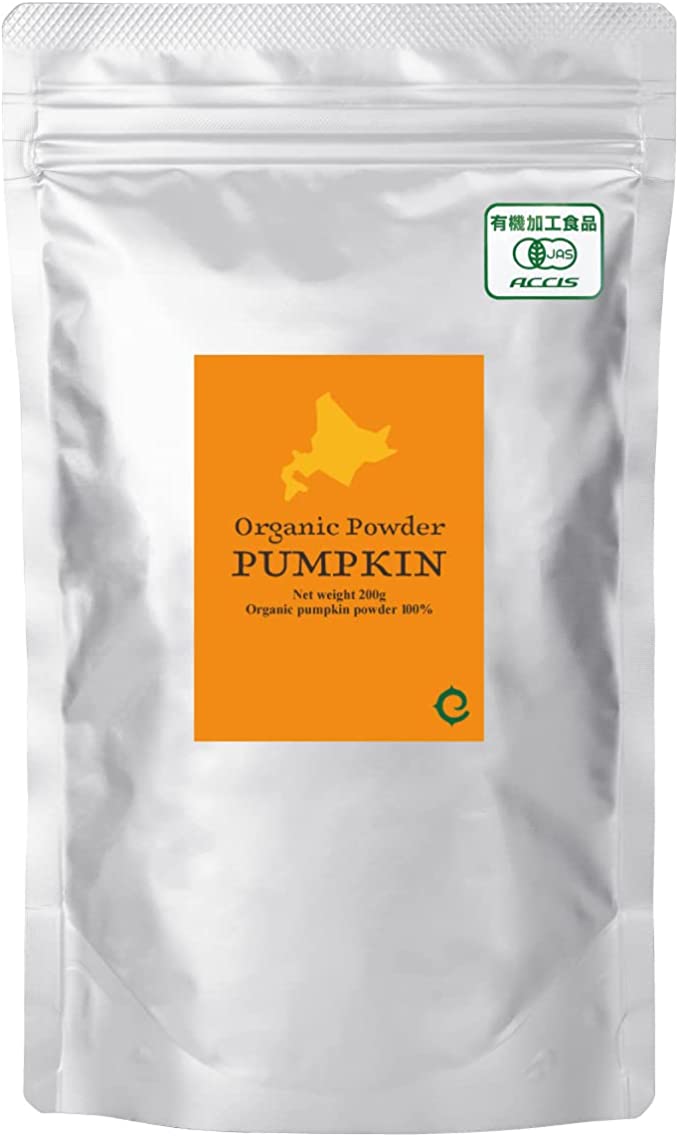 有機加工食品
JAS
ACCIS
Organic Powder
PUMPKIN
Net weight 200g
Organic pumpkin powder 100%